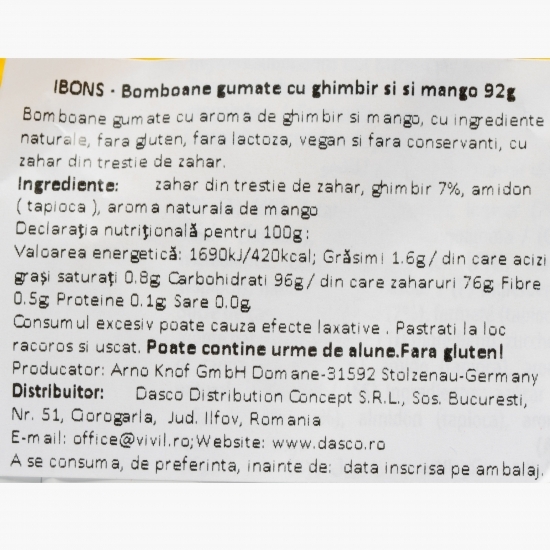 IBONS - Bomboane gumate cu ghimbir si si mango 92g
Bomboane gumate cu aroma de ghimbir si mango, cu ingrediente
naturale, fara gluten, fara lactoza, vegan si fara conservanti, cu
zahar din trestie de zahar.
Ingrediente: zahar din trestie de zahar, ghimbir 7%, amidon
( tapioca ), aroma naturala de mango
Declarația nutrițională pentru 100g:
Valoarea energetică: 1690kJ/420kcal; Grăsimi 1.6g/ din care acizi
grași saturați 0.8g Carbohidrati 96g/ din care zaharuri 76g Fibre
0.5g Proteine 0.1g Sare 0.0g
Consumul excesiv poate cauza efecte laxative . Pastrati la loc
racoros si uscat. Poate contine urme de alune.Fara gluten!
Producator: Arno Knof GmbH Domane-31592 Stolzenau-Germany
Distribuitor: Dasco Distribution Concept S.R.L., Sos. Bucuresti,
Nr. 51, Ciorogarla, Jud. Ilfov, Romania
E-mail: office@vivil.ro;Website: www.dasco.ro
A se consuma, de preferinta, inainte de: data inscrisa pe ambalaj.